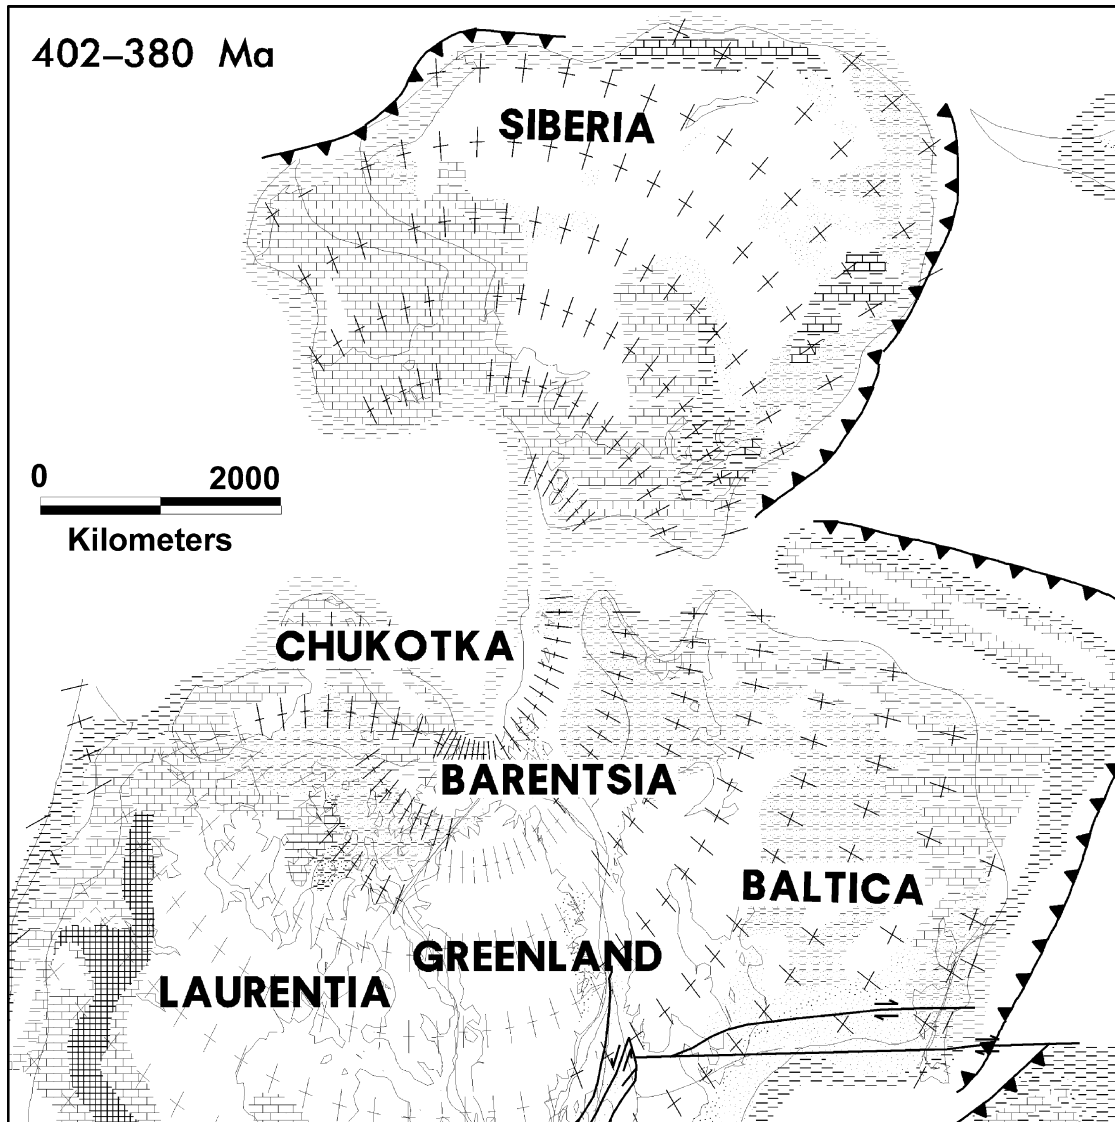 402–380 Ma
SIBERIA
0 2000
Kilometers
CHUKOTKA
BARENTSIA
BALTICA
GREENLAND
LAURENTIA